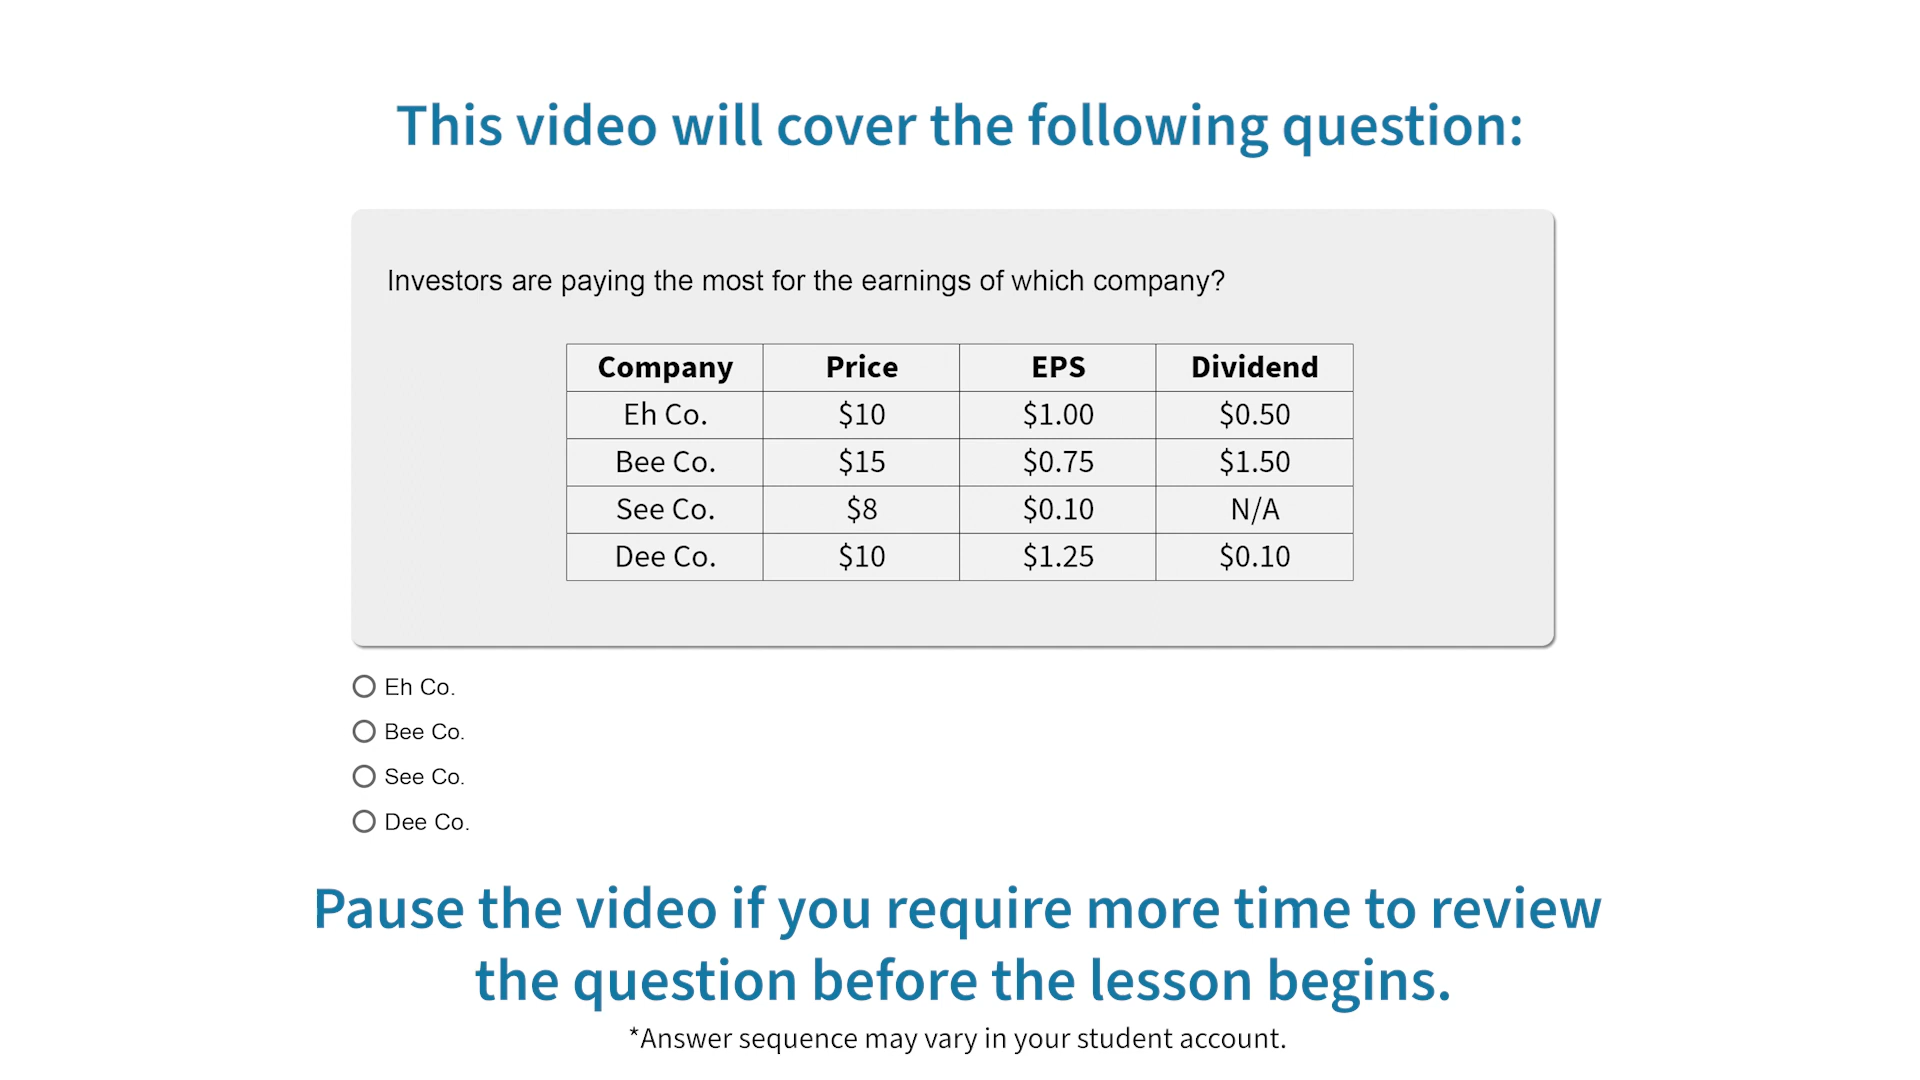 This video will cover the following question:
Investors are paying the most for the earnings of which company?
Company Price EPS Dividend
Eh Co. $10 $1.00 $0.50
Bee Co. $15 $0.75 $1.50
See Co. $8 $0.10 N/A
Dee Co. $10 $1.25 $0.10
Eh Co.
Bee Co.
See Co.
Dee Co.
Pause the video if you require more time to review
the question before the lesson begins.
*Answer sequence may vary in your student account.